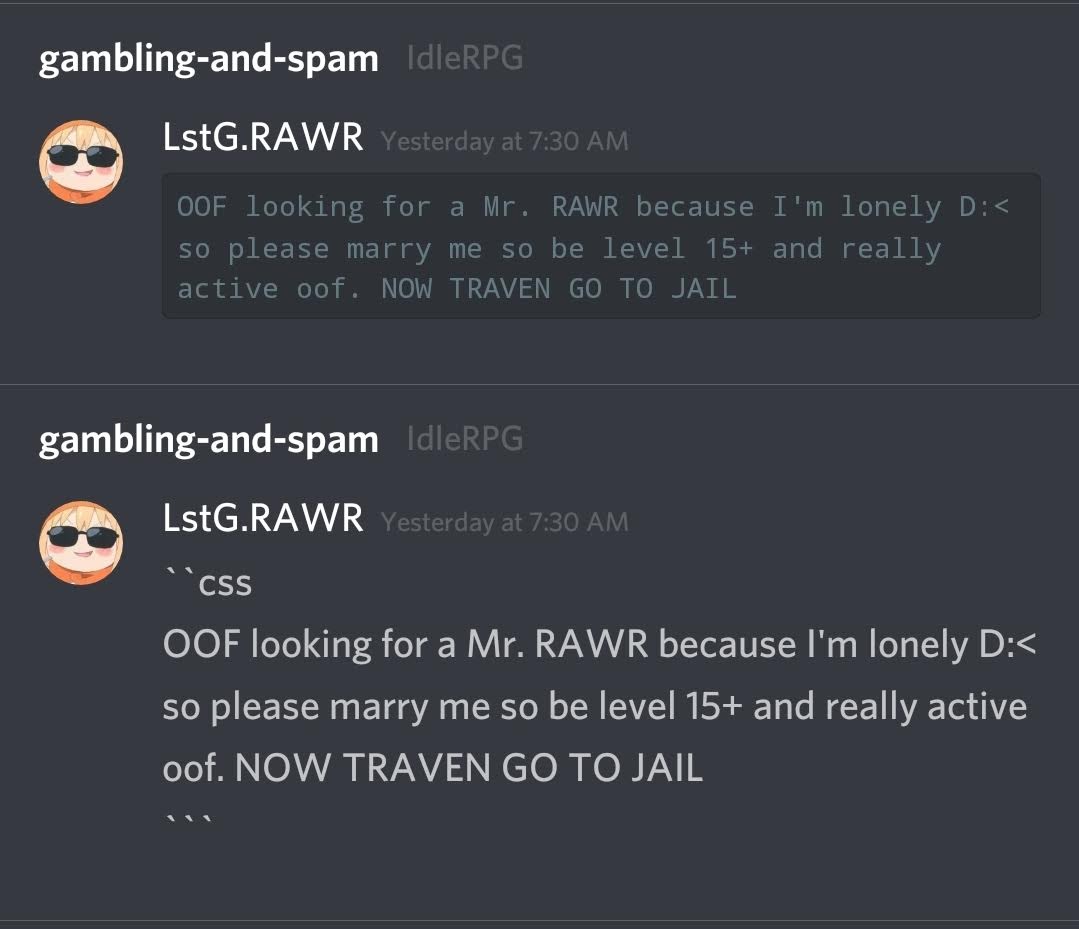 gambling-and-spam IdleRPG
LstG.RAWR Yesterday at 7:30 AM
OOF looking for a Mr. RAWR because I'm lonely D:<
so please marry me so be level 15+ and really
active oof. NOW TRAVEN GO TO JAIL
gambling-and-spam IdleRPG
LstG.RAWR Yesterday at 7:30 AM
``css
OOF looking for a Mr. RAWR because I'm lonely D:<
so please marry me so be level 15+ and really active
oof. NOW TRAVEN GO TO JAIL
```